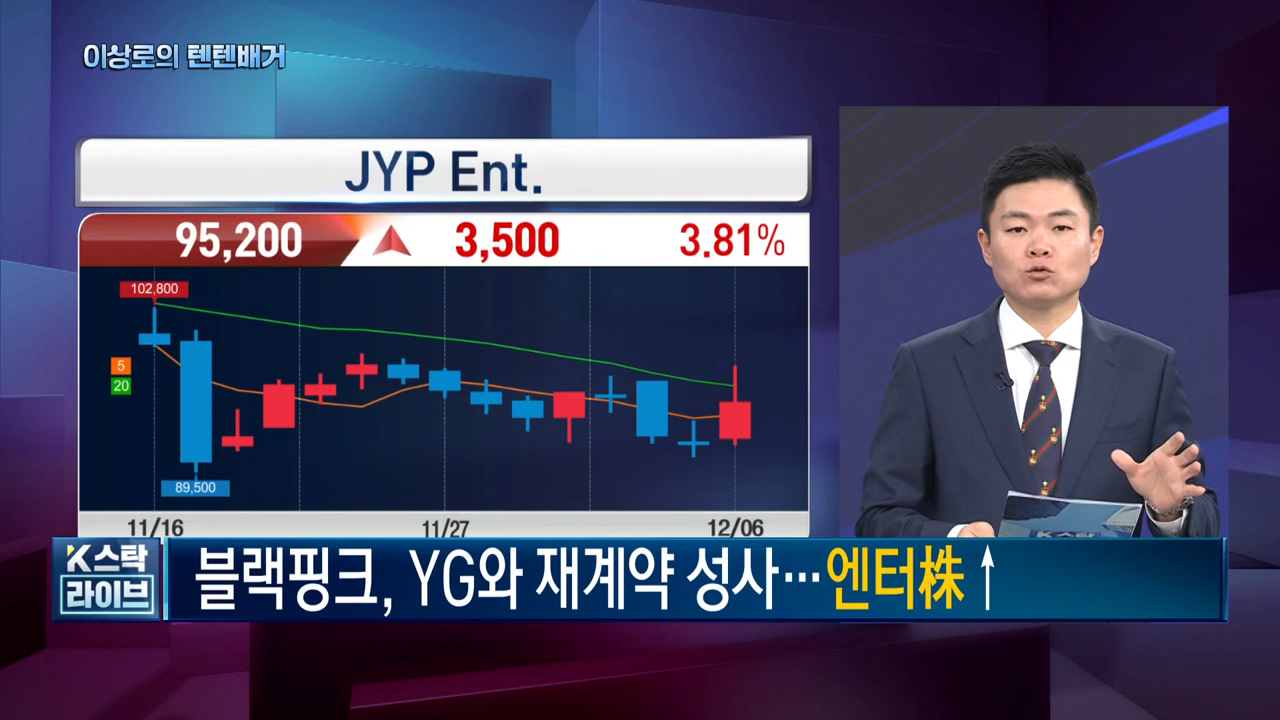 이상로의 텐텐배거
JYP Ent.
95,200 ▲ 3,500 3.81%
102,800
5
20
89,500
11/16 11/27 12/06
K스탁
라이브
블랙핑크, YG와 재계약 성사…엔터株↑